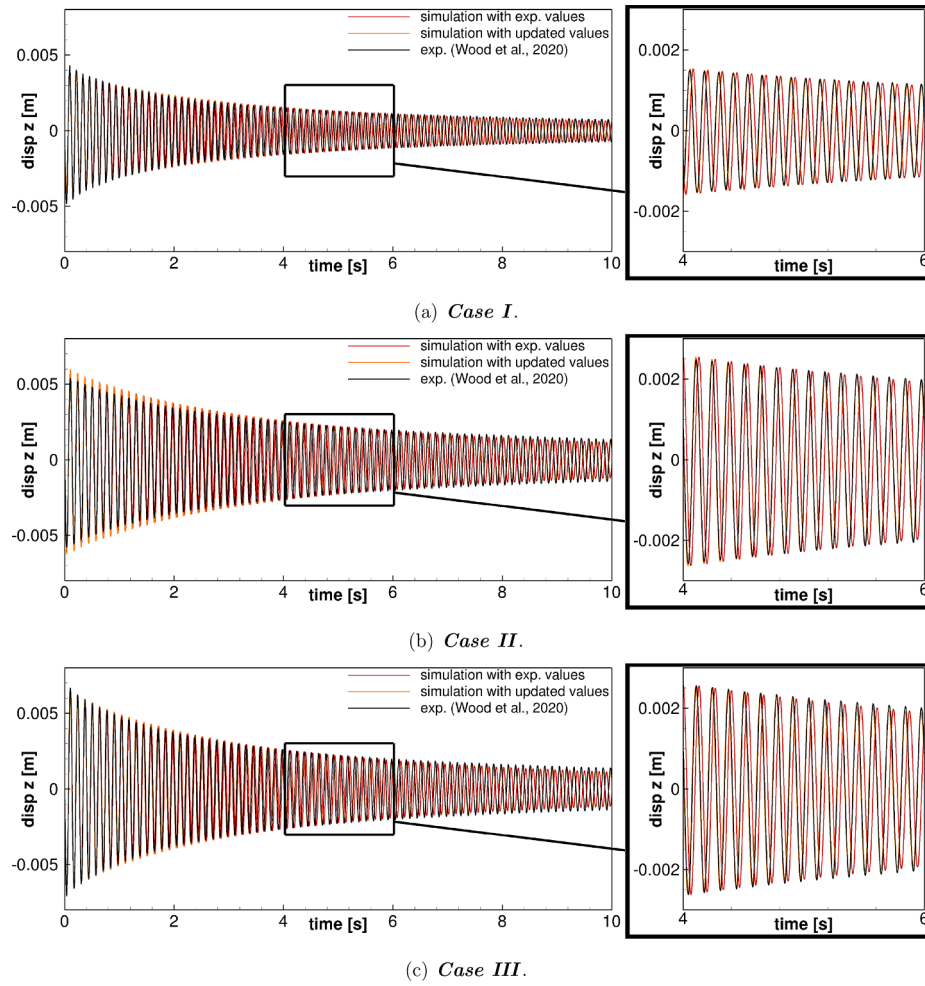 simulation with exp. values
simulation with updated values
exp. (Wood et al., 2020)
0.005
0
-0.005
disp z [m]
0 2 4 6 8 10
time [s]
0.002
0
-0.002
disp z [m]
4 6
time [s]
(a) Case I.
simulation with exp. values
simulation with updated values
exp. (Wood et al., 2020)
0.005
0
-0.005
disp z [m]
0 2 4 6 8 10
time [s]
0.002
0
-0.002
disp z [m]
4 6
time [s]
(b) Case II.
simulation with exp. values
simulation with updated values
exp. (Wood et al., 2020)
0.005
0
-0.005
disp z [m]
0 2 4 6 8 10
time [s]
0.002
0
-0.002
disp z [m]
4 6
time [s]
(c) Case III.